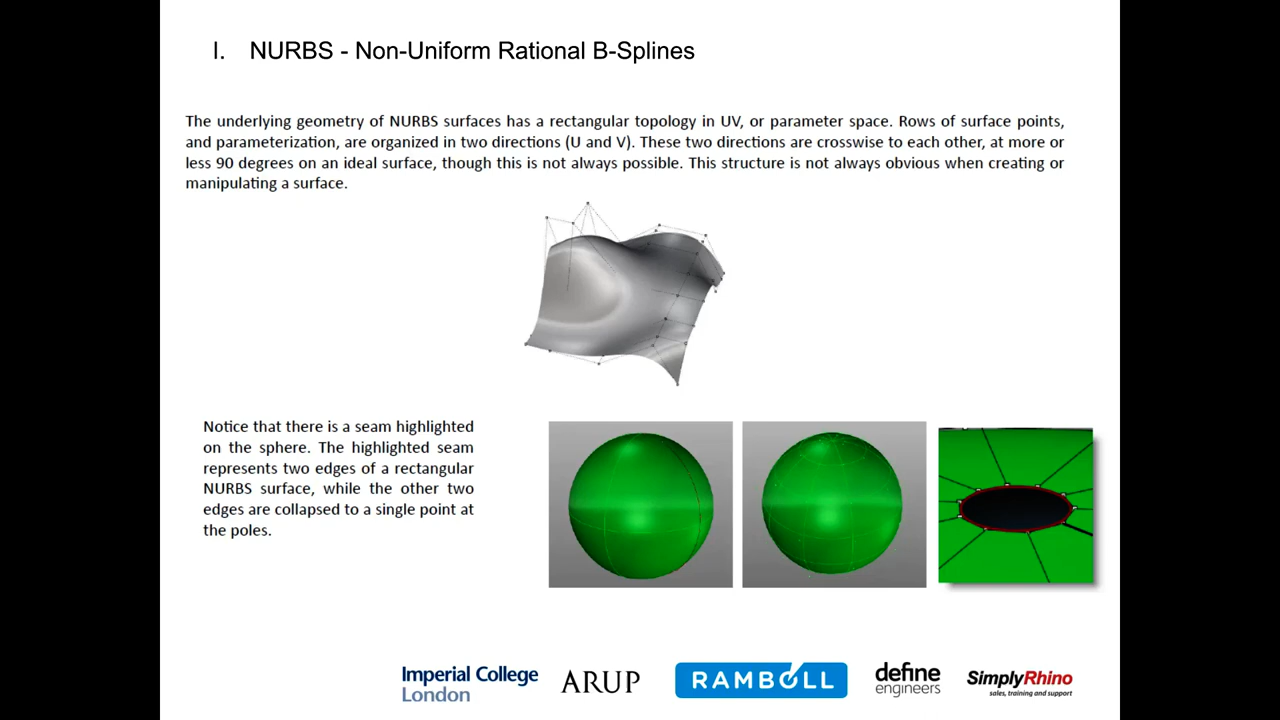 I. NURBS - Non-Uniform Rational B-Splines
The underlying geometry of NURBS surfaces has a rectangular topology in UV, or parameter space. Rows of surface points,
and parameterization, are organized in two directions (U and V). These two directions are crosswise to each other, at more or
less 90 degrees on an ideal surface, though this is not always possible. This structure is not always obvious when creating or
manipulating a surface.
Notice that there is a seam highlighted
on the sphere. The highlighted seam
represents two edges of a rectangular
NURBS surface, while the other two
edges are collapsed to a single point at
the poles.
Imperial College
London
ARUP
RAMBOLL
define
engineers
SimplyRhino
sales, training and support